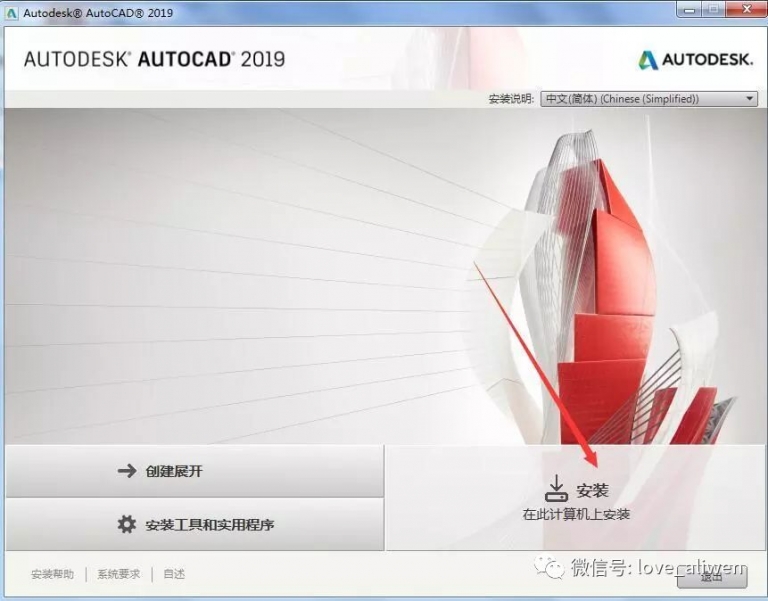 Autodesk® AutoCAD® 2019
AUTODESK® AUTOCAD® 2019
AUTODESK.
安装说明: 中文(简体) (Chinese (Simplified))
创建展开
安装工具和实用程序
安装
在此计算机上安装
安装帮助 | 系统要求 | 自述
微信号: love_aliwem
退出